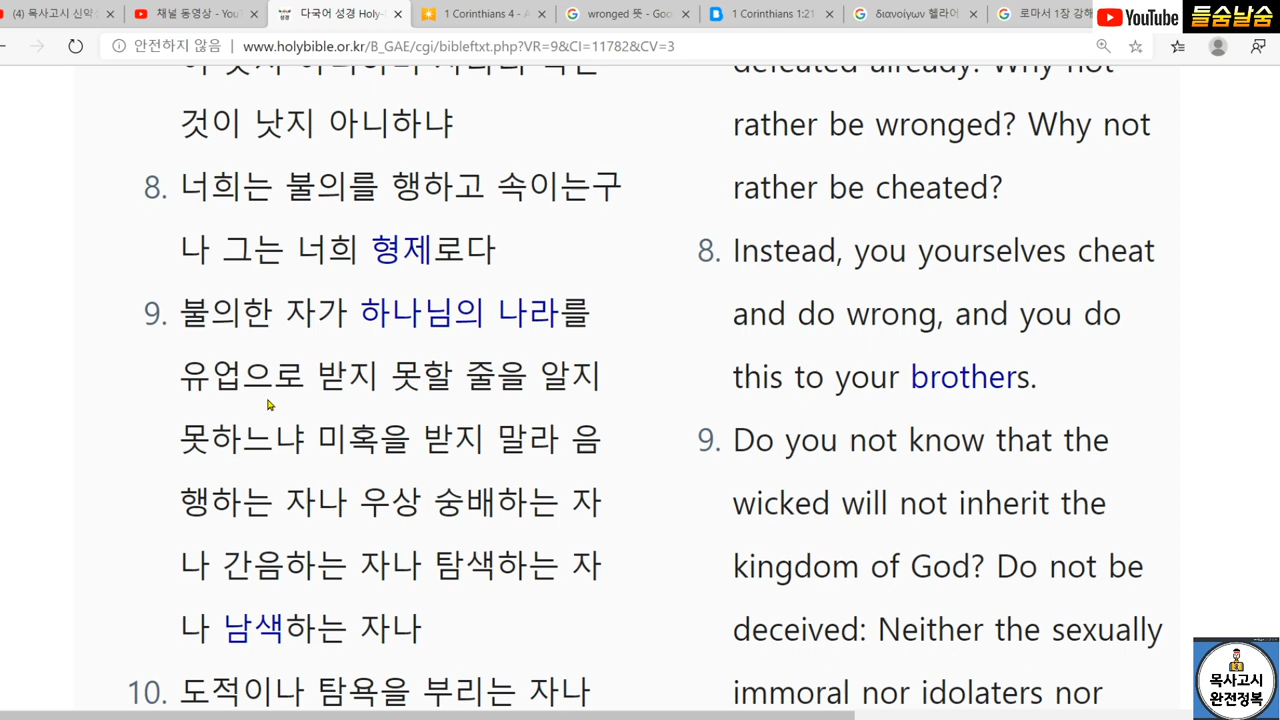 (4) 목사고시 신약
채널 동영상 - You
다국어 성경 Holy-
1 Corinthians 4 - A
wronged 뜻 - Goo
1 Corinthians 1:21
διανοίγων 헬라어
로마서 1장 강해
YouTube
들숨날숨
안전하지 않음
www.holybible.or.kr/B_GAE/cgi/bibleftxt.php?VR=9&CI=11782&CV=3
것이 낫지 아니하냐
8. 너희는 불의를 행하고 속이는구
나 그는 너희 형제로다
9. 불의한 자가 하나님의 나라를
유업으로 받지 못할 줄을 알지
못하느냐 미혹을 받지 말라 음
행하는 자나 우상 숭배하는 자
나 간음하는 자나 탐색하는 자
나 남색하는 자나
10. 도적이나 탐욕을 부리는 자나
defeated already? Why not
rather be wronged? Why not
rather be cheated?
8. Instead, you yourselves cheat
and do wrong, and you do
this to your brothers.
9. Do you not know that the
wicked will not inherit the
kingdom of God? Do not be
deceived: Neither the sexually
immoral nor idolaters nor
목사고시
완전정복